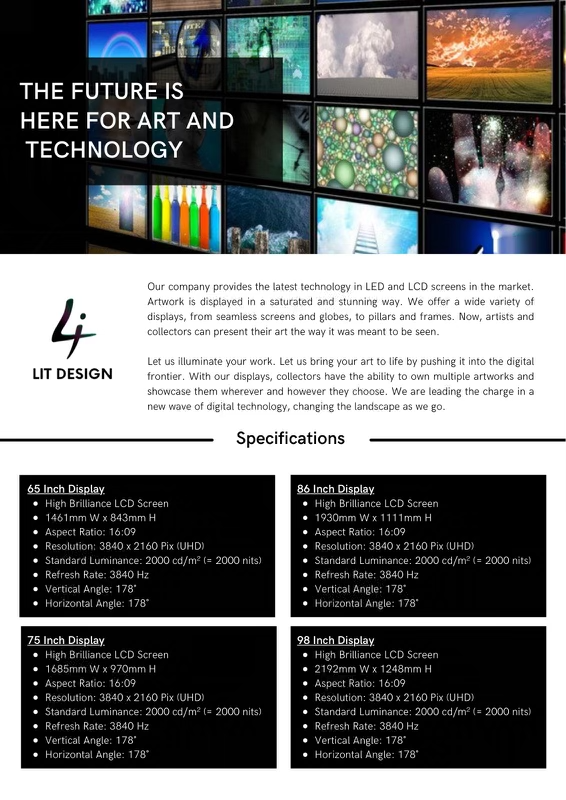 THE FUTURE IS
HERE FOR ART AND
TECHNOLOGY
Our company provides the latest technology in LED and LCD screens in the market.
Artwork is displayed in a saturated and stunning way. We offer a wide variety of
displays, from seamless screens and globes, to pillars and frames. Now, artists and
collectors can present their art the way it was meant to be seen.
LIT DESIGN
Let us illuminate your work. Let us bring your art to life by pushing it into the digital
frontier. With our displays, collectors have the ability to own multiple artworks and
showcase them wherever and however they choose. We are leading the charge in a
new wave of digital technology, changing the landscape as we go.
Specifications
65 Inch Display
• High Brilliance LCD Screen
• 1461mm W x 843mm H
• Aspect Ratio: 16:09
• Resolution: 3840 x 2160 Pix (UHD)
• Standard Luminance: 2000 cd/m² (= 2000 nits)
• Refresh Rate: 3840 Hz
• Vertical Angle: 178°
• Horizontal Angle: 178°
86 Inch Display
• High Brilliance LCD Screen
• 1930mm W x 1111mm H
• Aspect Ratio: 16:09
• Resolution: 3840 x 2160 Pix (UHD)
• Standard Luminance: 2000 cd/m² (= 2000 nits)
• Refresh Rate: 3840 Hz
• Vertical Angle: 178°
• Horizontal Angle: 178°
75 Inch Display
• High Brilliance LCD Screen
• 1685mm W x 970mm H
• Aspect Ratio: 16:09
• Resolution: 3840 x 2160 Pix (UHD)
• Standard Luminance: 2000 cd/m² (= 2000 nits)
• Refresh Rate: 3840 Hz
• Vertical Angle: 178°
• Horizontal Angle: 178°
98 Inch Display
• High Brilliance LCD Screen
• 2192mm W x 1248mm H
• Aspect Ratio: 16:09
• Resolution: 3840 x 2160 Pix (UHD)
• Standard Luminance: 2000 cd/m² (= 2000 nits)
• Refresh Rate: 3840 Hz
• Vertical Angle: 178°
• Horizontal Angle: 178°